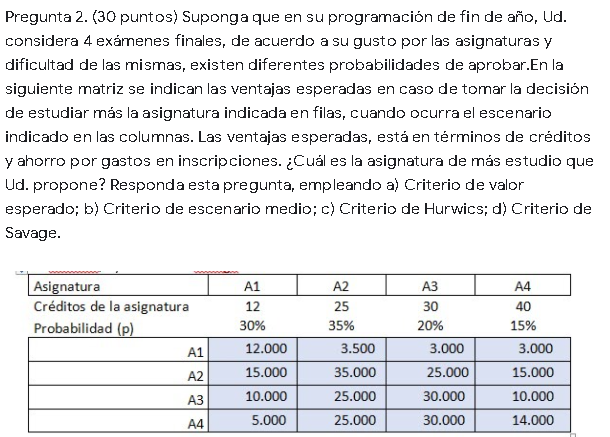 Pregunta 2. (30 puntos) Suponga que en su programación de fin de año, Ud.
considera 4 exámenes finales, de acuerdo a su gusto por las asignaturas y
dificultad de las mismas, existen diferentes probabilidades de aprobar.En la
siguiente matriz se indican las ventajas esperadas en caso de tomar la decisión
de estudiar más la asignatura indicada en filas, cuando ocurra el escenario
indicado en las columnas. Las ventajas esperadas, está en términos de créditos
y ahorro por gastos en inscripciones. ¿Cuál es la asignatura de más estudio que
Ud. propone? Responda esta pregunta, empleando a) Criterio de valor
esperado; b) Criterio de escenario medio; c) Criterio de Hurwics; d) Criterio de
Savage.
Asignatura A1 A2 A3 A4
Créditos de la asignatura 12 25 30 40
Probabilidad (p) 30% 35% 20% 15%
A1 12.000 3.500 3.000 3.000
A2 15.000 35.000 25.000 15.000
A3 10.000 25.000 30.000 10.000
A4 5.000 25.000 30.000 14.000